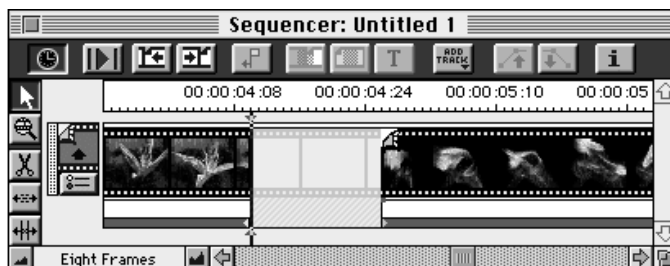 Sequencer: Untitled 1
T
ADD TRACK
i
00:00:04:08 00:00:04:24 00:00:05:10 00:00:05
Eight Frames